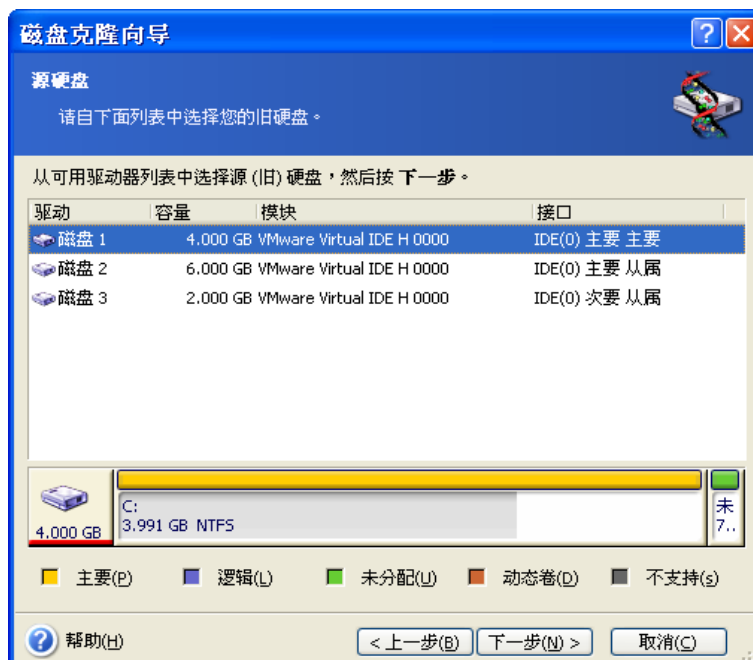 磁盘克隆向导
源硬盘
请自下面列表中选择您的旧硬盘。
从可用驱动器列表中选择源 (旧) 硬盘，然后按 下一步。
驱动 容量 模块 接口
磁盘 1 4.000 GB VMware Virtual IDE H 0000 IDE(0) 主要 主要
磁盘 2 6.000 GB VMware Virtual IDE H 0000 IDE(0) 主要 从属
磁盘 3 2.000 GB VMware Virtual IDE H 0000 IDE(0) 次要 从属
C: 未
4.000 GB 3.991 GB NTFS 7..
主要(P) 逻辑(L) 未分配(U) 动态卷(D) 不支持(s)
帮助(H) <上一步(B) 下一步(N) > 取消(C)